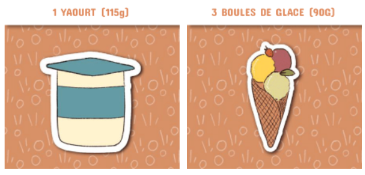 1 YAOURT (115g)
3 BOULES DE GLACE (90G)